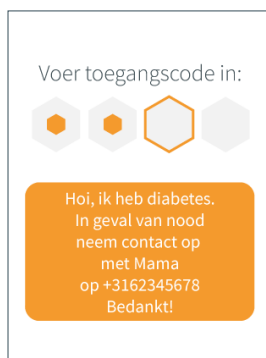 Voer toegangscode in:
Hoi, ik heb diabetes.
In geval van nood
neem contact op
met Mama
op +3162345678
Bedankt!